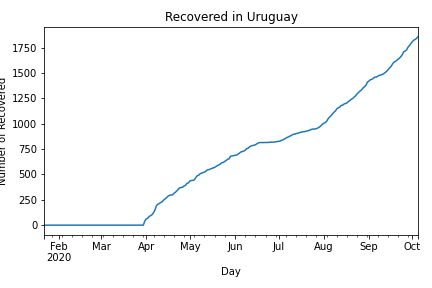 Recovered in Uruguay
Number of Recovered
1750
1500
1250
1000
750
500
250
0
Feb Mar Apr May Jun Jul Aug Sep Oct
2020
Day